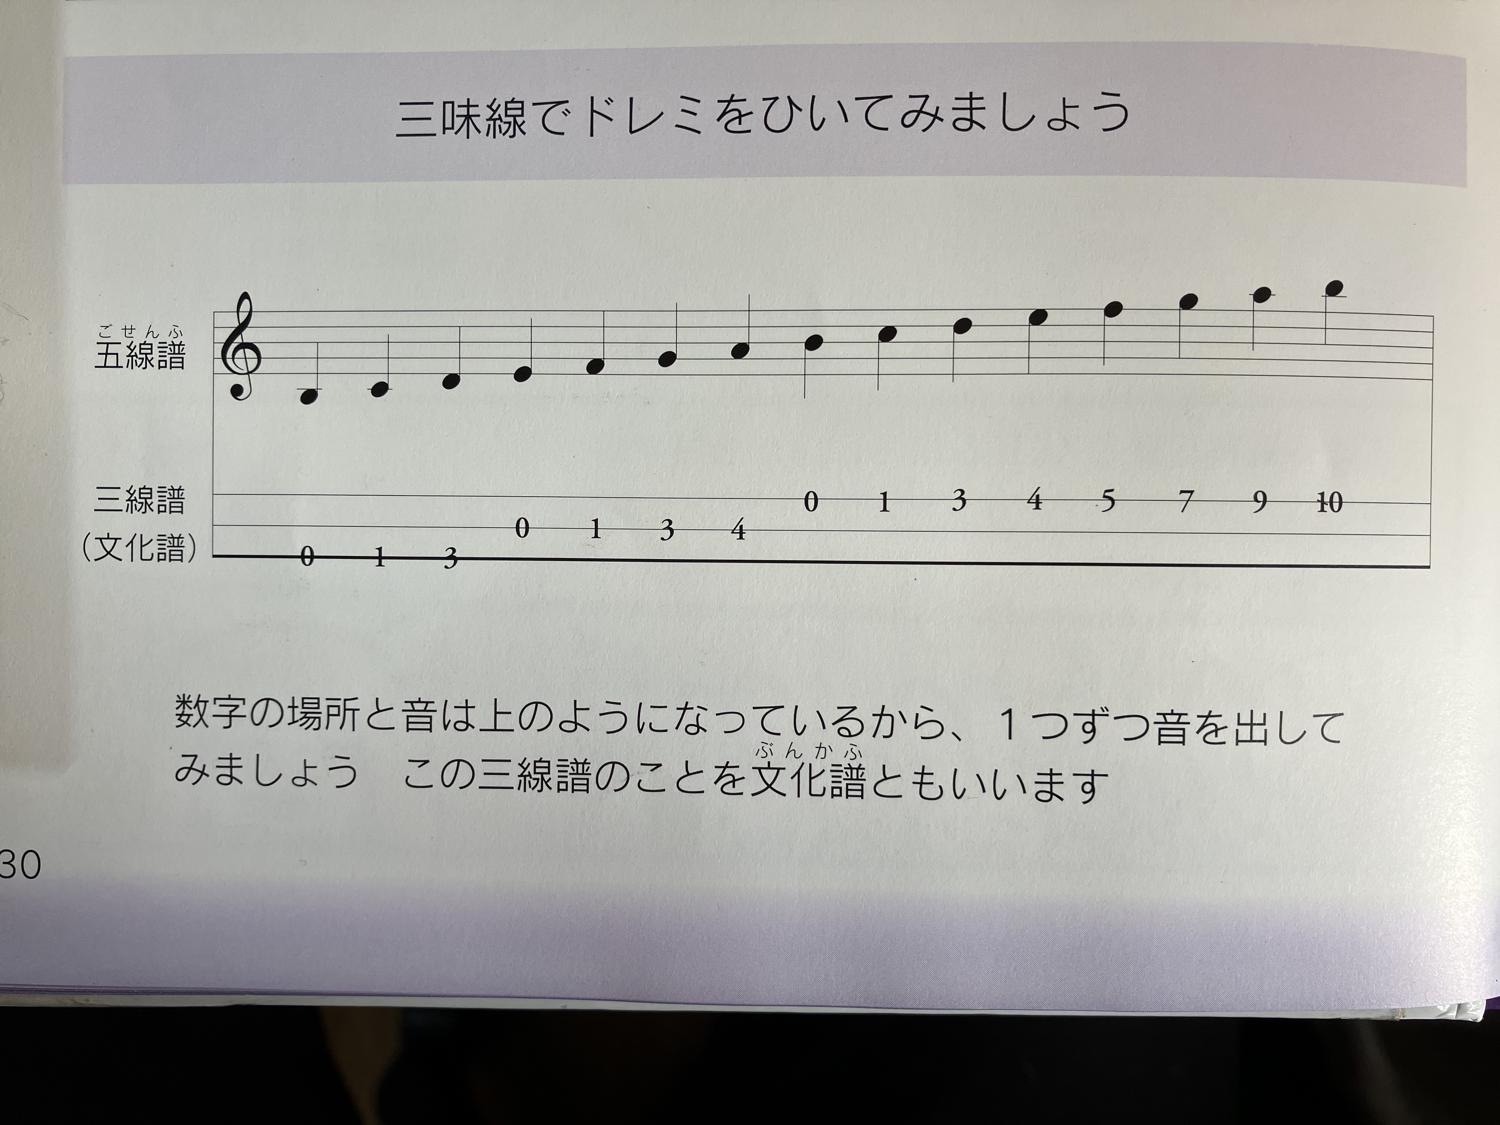 三味線でドレミをひいてみましょう
ごせんふ
五線譜
三線譜
0 1 3 0 1 3 4 0 1 3 4 5 7 9 10
(文化譜)
数字の場所と音は上のようになっているから、1つずつ音を出して
ぶんかふ
みましょう　この三線譜のことを文化譜ともいいます
30